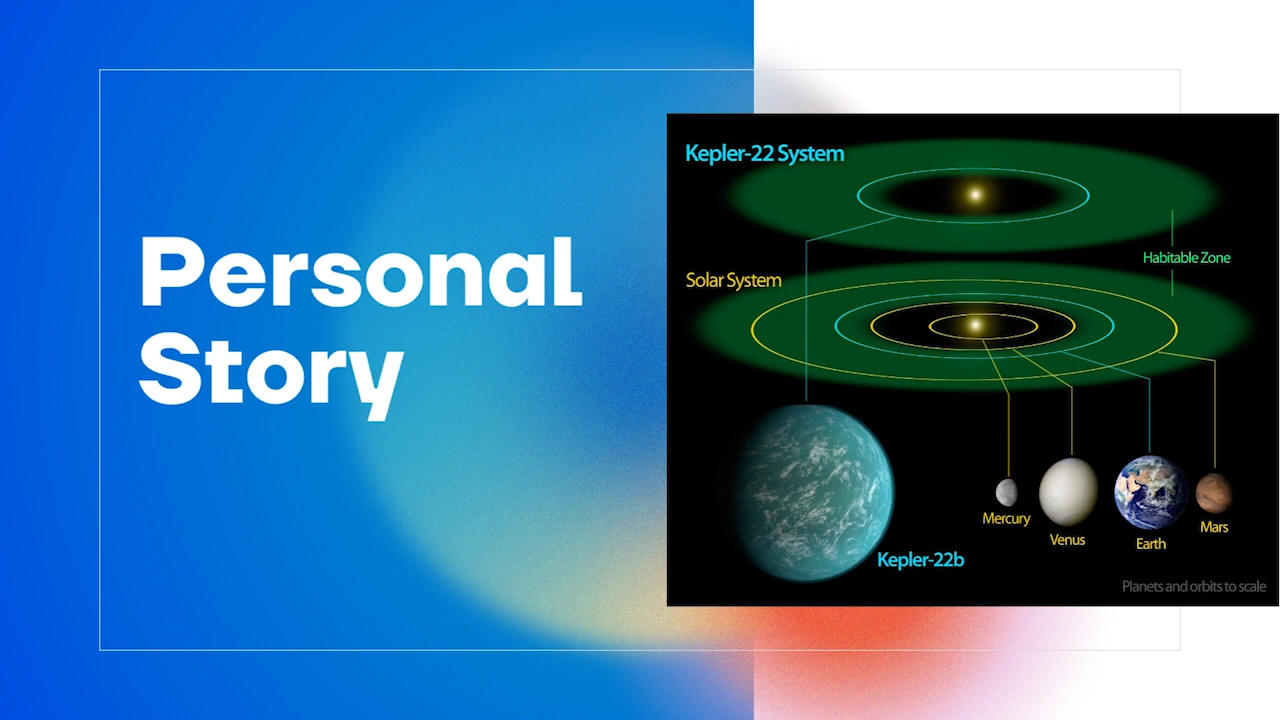 Personal
Story
Kepler-22 System
Habitable Zone
Solar System
Mercury
Venus
Earth
Mars
Kepler-22b
Planets and orbits to scale